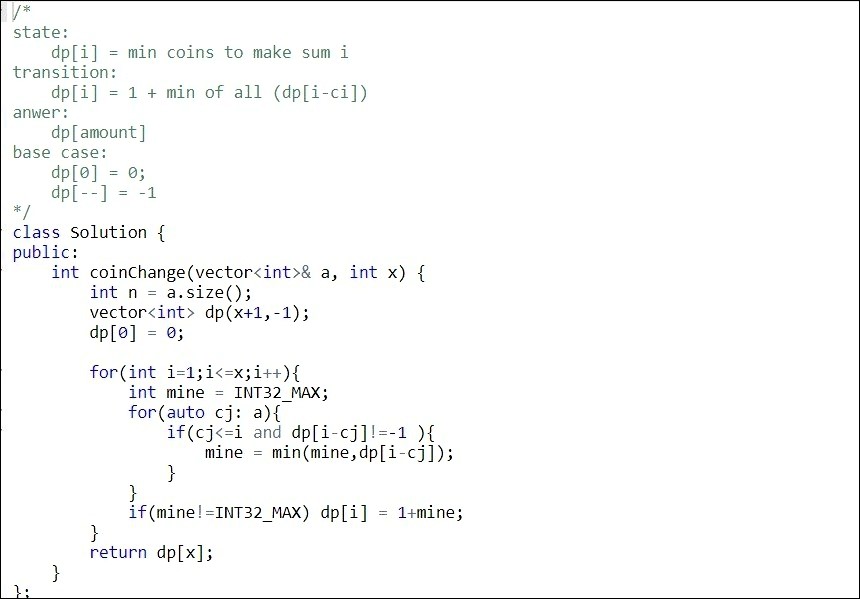 /*
state:
    dp[i] = min coins to make sum i
transition:
    dp[i] = 1 + min of all (dp[i-ci])
anwer:
    dp[amount]
base case:
    dp[0] = 0;
    dp[--] = -1
*/
class Solution {
public:
    int coinChange(vector<int>& a, int x) {
        int n = a.size();
        vector<int> dp(x+1,-1);
        dp[0] = 0;

        for(int i=1;i<=x;i++){
            int mine = INT32_MAX;
            for(auto cj: a){
                if(cj<=i and dp[i-cj]!=-1 ){
                    mine = min(mine,dp[i-cj]);
                }
            }
            if(mine!=INT32_MAX) dp[i] = 1+mine;
        }
        return dp[x];
    }
};